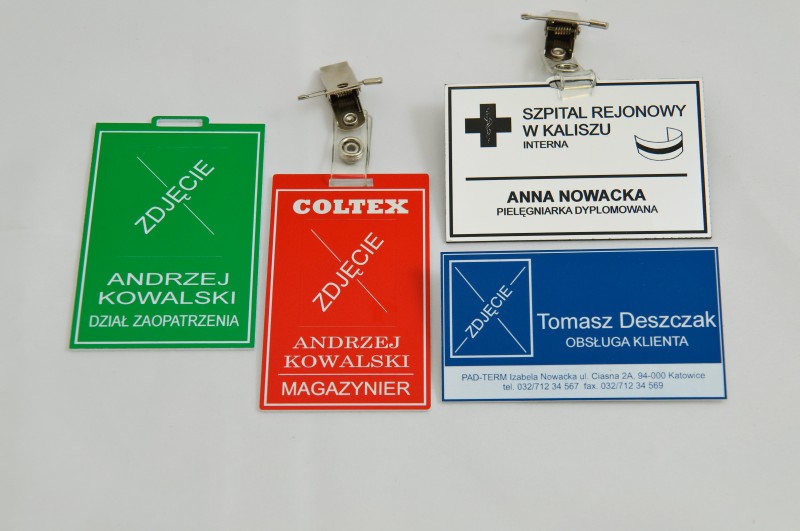 ZDJĘCIE
ANDRZEJ
KOWALSKI
DZIAŁ ZAOPATRZENIA
COLTEX
ZDJĘCIE
ANDRZEJ
KOWALSKI
MAGAZYNIER
SZPITAL REJONOWY
W KALISZU
INTERNA
ANNA NOWACKA
PIELĘGNIARKA DYPLOMOWANA
ZDJĘCIE
Tomasz Deszczak
OBSŁUGA KLIENTA
PAD-TERM Izabela Nowacka ul. Ciasna 2A, 94-000 Katowice
tel. 032/712 34 567 fax. 032/712 34 569